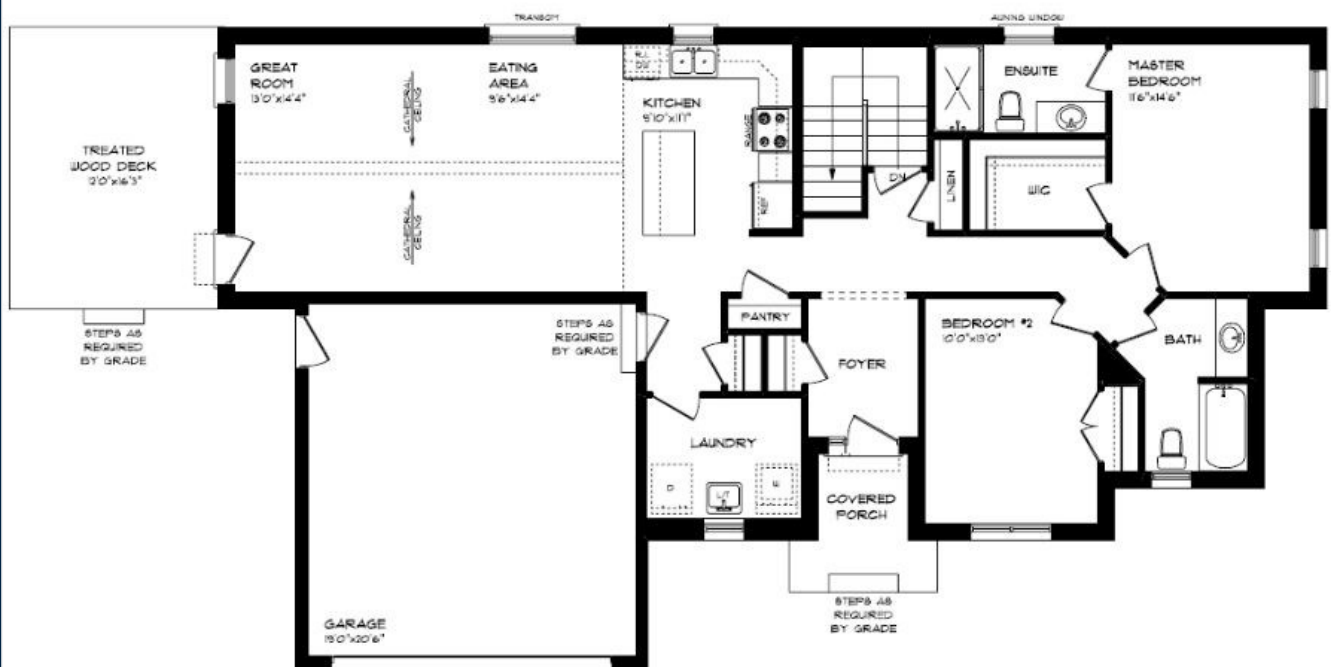 TRANSOM
AWNING WINDOW
GREAT
ROOM
13'0"x14'4"
CATHEDRAL
CEILING
EATING
AREA
9'6"x14'4"
R.I.
DW
KITCHEN
9'10"x11'1"
RANGE
REF
DN
LINEN
ENSUITE
WIC
MASTER
BEDROOM
11'6"x14'6"
TREATED
WOOD DECK
12'0"x16'3"
CATHEDRAL
CEILING
STEPS AS
REQUIRED
BY GRADE
STEPS AS
REQUIRED
BY GRADE
PANTRY
FOYER
BEDROOM #2
10'0"x13'0"
BATH
LAUNDRY
D
L/T
W
COVERED
PORCH
STEPS AS
REQUIRED
BY GRADE
GARAGE
19'0"x20'6"